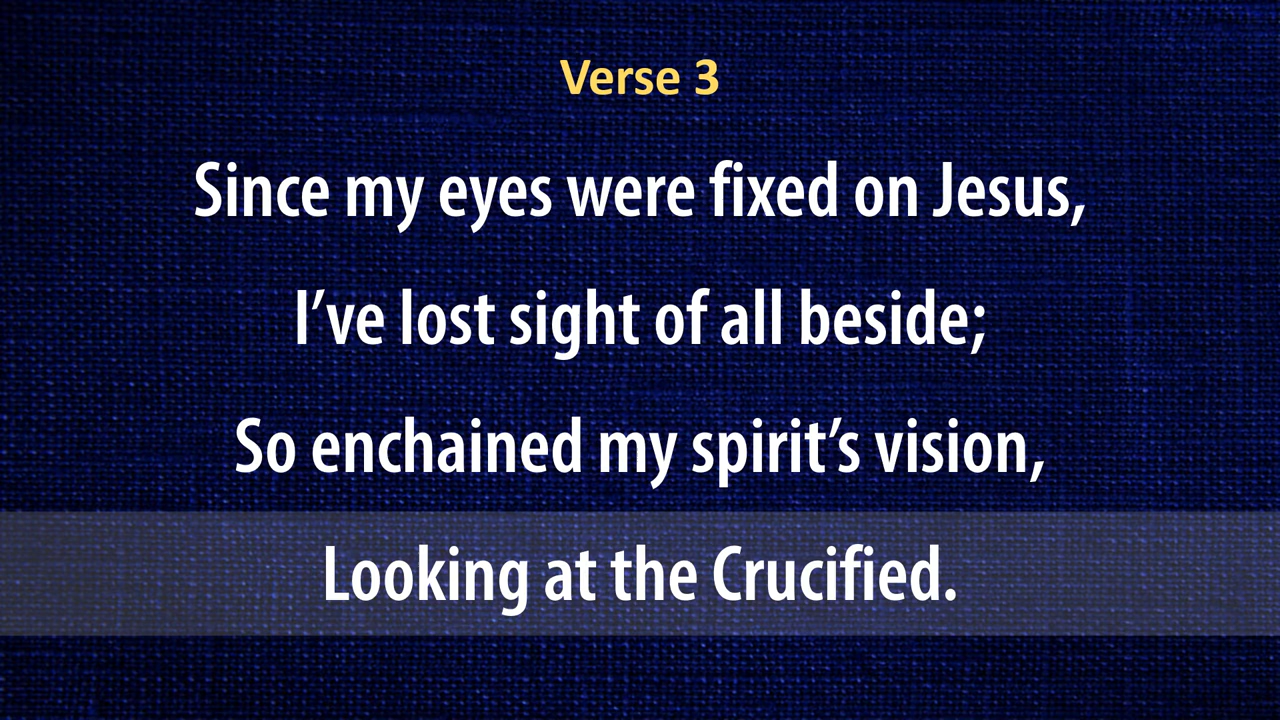 Verse 3
Since my eyes were fixed on Jesus,
I’ve lost sight of all beside;
So enchained my spirit’s vision,
Looking at the Crucified.